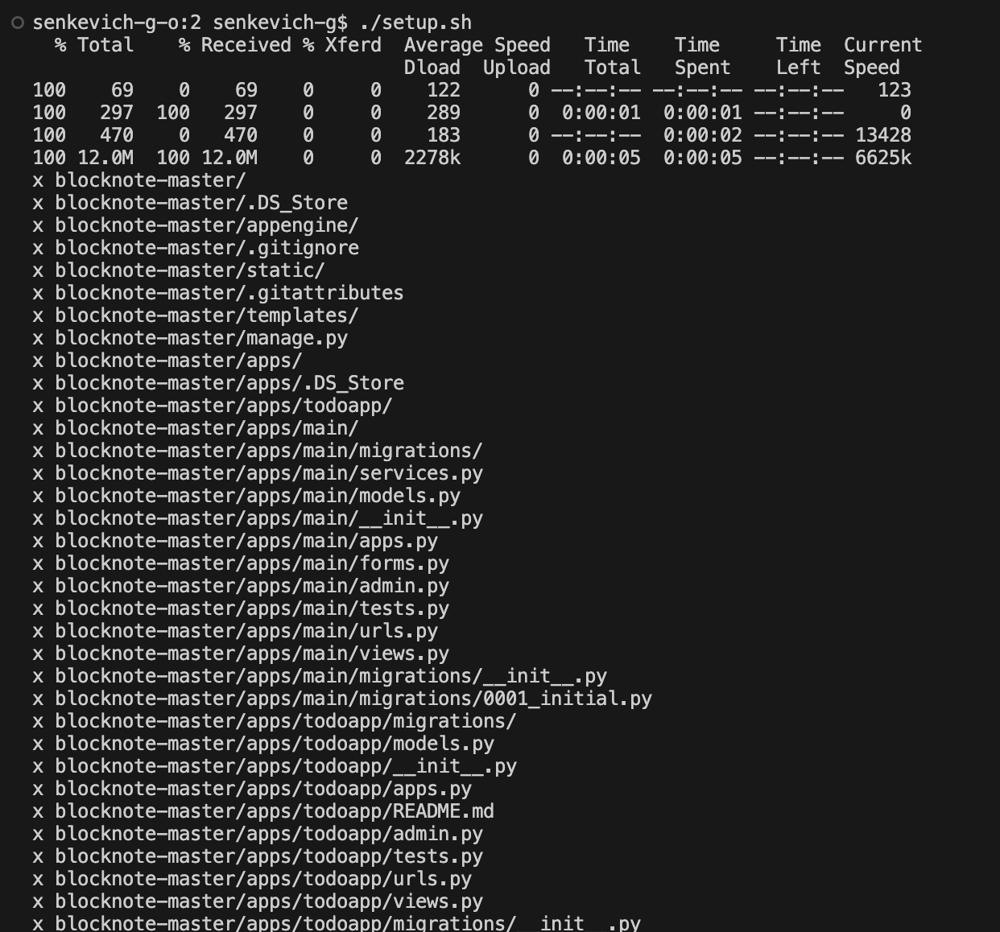 senkevich-g-o:2 senkevich-g$ ./setup.sh
  % Total    % Received % Xferd  Average Speed   Time    Time     Time  Current
                                 Dload  Upload   Total   Spent    Left  Speed
100    69    0    69    0     0    122      0 --:--:-- --:--:-- --:--:--   123
100   297  100   297    0     0    289      0  0:00:01  0:00:01 --:--:--     0
100   470    0   470    0     0    183      0 --:--:--  0:00:02 --:--:-- 13428
100 12.0M  100 12.0M    0     0  2278k      0  0:00:05  0:00:05 --:--:-- 6625k
x blocknote-master/
x blocknote-master/.DS_Store
x blocknote-master/appengine/
x blocknote-master/.gitignore
x blocknote-master/static/
x blocknote-master/.gitattributes
x blocknote-master/templates/
x blocknote-master/manage.py
x blocknote-master/apps/
x blocknote-master/apps/.DS_Store
x blocknote-master/apps/todoapp/
x blocknote-master/apps/main/
x blocknote-master/apps/main/migrations/
x blocknote-master/apps/main/services.py
x blocknote-master/apps/main/models.py
x blocknote-master/apps/main/__init__.py
x blocknote-master/apps/main/apps.py
x blocknote-master/apps/main/forms.py
x blocknote-master/apps/main/admin.py
x blocknote-master/apps/main/tests.py
x blocknote-master/apps/main/urls.py
x blocknote-master/apps/main/views.py
x blocknote-master/apps/main/migrations/__init__.py
x blocknote-master/apps/main/migrations/0001_initial.py
x blocknote-master/apps/todoapp/migrations/
x blocknote-master/apps/todoapp/models.py
x blocknote-master/apps/todoapp/__init__.py
x blocknote-master/apps/todoapp/apps.py
x blocknote-master/apps/todoapp/README.md
x blocknote-master/apps/todoapp/admin.py
x blocknote-master/apps/todoapp/tests.py
x blocknote-master/apps/todoapp/urls.py
x blocknote-master/apps/todoapp/views.py
x blocknote-master/apps/todoapp/migrations/__init__.py